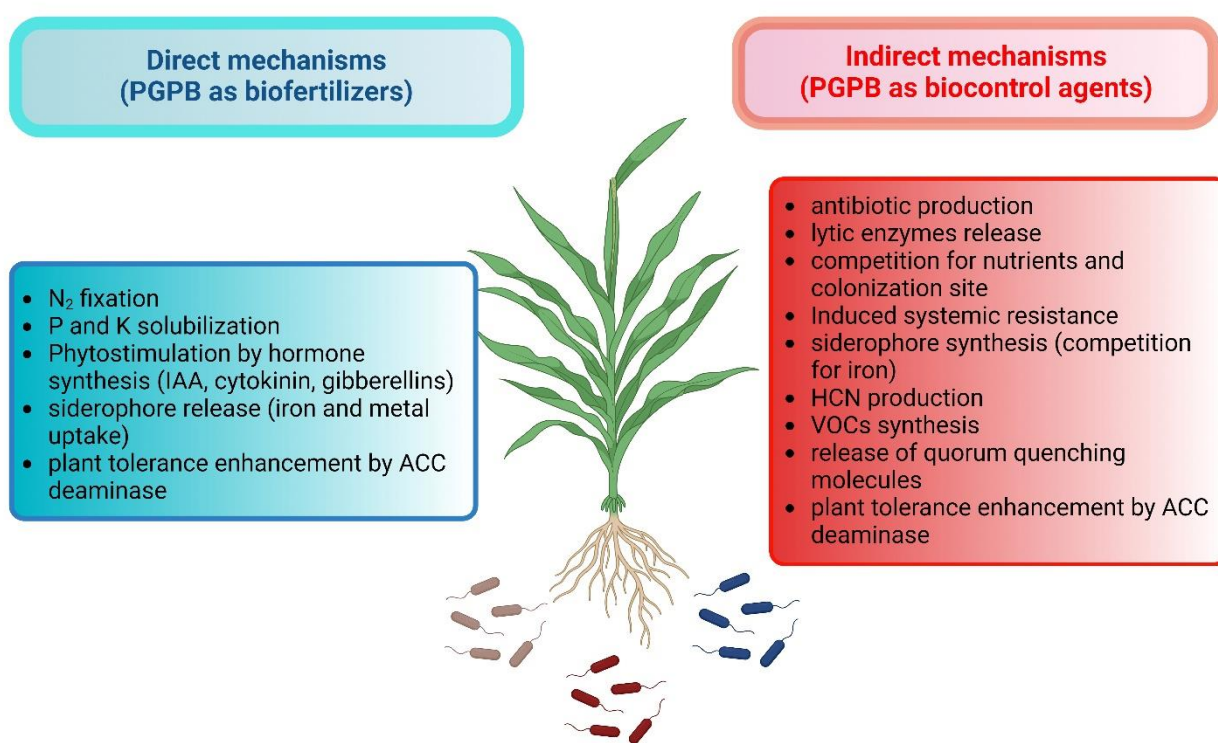 Direct mechanisms
(PGPB as biofertilizers)
Indirect mechanisms
(PGPB as biocontrol agents)
• N₂ fixation
• P and K solubilization
• Phytostimulation by hormone
synthesis (IAA, cytokinin, gibberellins)
• siderophore release (iron and metal
uptake)
• plant tolerance enhancement by ACC
deaminase
• antibiotic production
• lytic enzymes release
• competition for nutrients and
colonization site
• Induced systemic resistance
• siderophore synthesis (competition
for iron)
• HCN production
• VOCs synthesis
• release of quorum quenching
molecules
• plant tolerance enhancement by ACC
deaminase